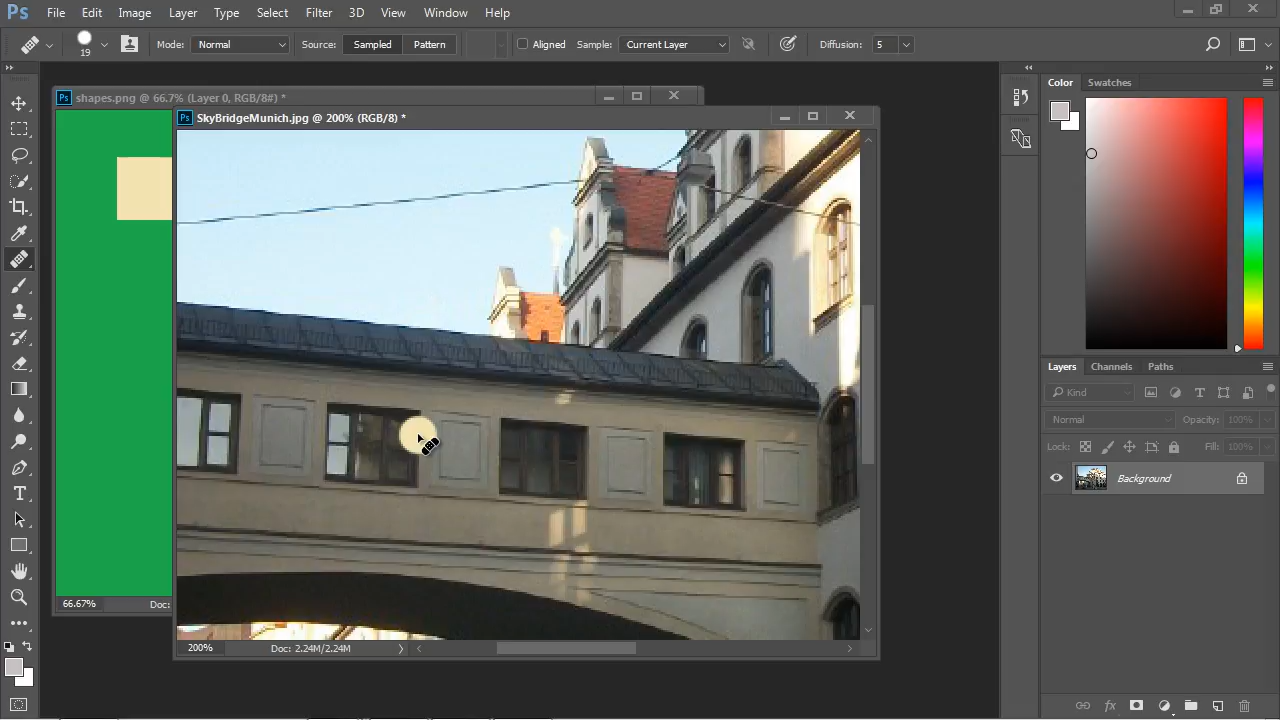 Ps File Edit Image Layer Type Select Filter 3D View Window Help
19 Mode: Normal Source: Sampled Pattern Aligned Sample: Current Layer Diffusion: 5
Ps shapes.png @ 66.7% (Layer 0, RGB/8#) *
Ps SkyBridgeMunich.jpg @ 200% (RGB/8) *
66.67% Doc:
200% Doc: 2.24M/2.24M
Color Swatches
Layers Channels Paths
Kind
Normal Opacity: 100%
Lock: Fill: 100%
Background